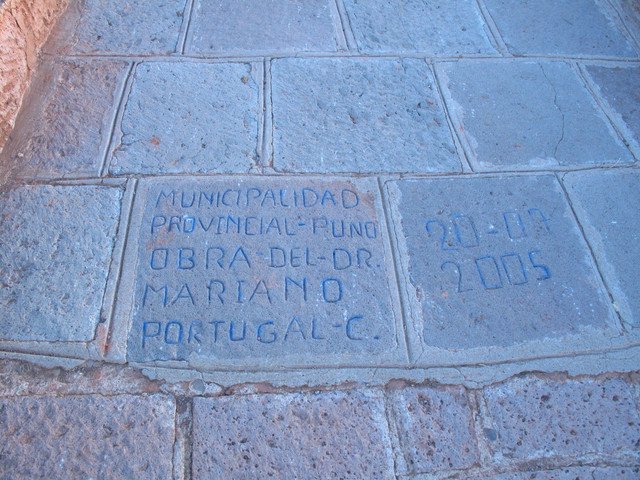 MUNICIPALIDAD
PROVINCIAL-PUNO
OBRA-DEL-DR.
MARIANO
PORTUGAL-C.
20-07
2005